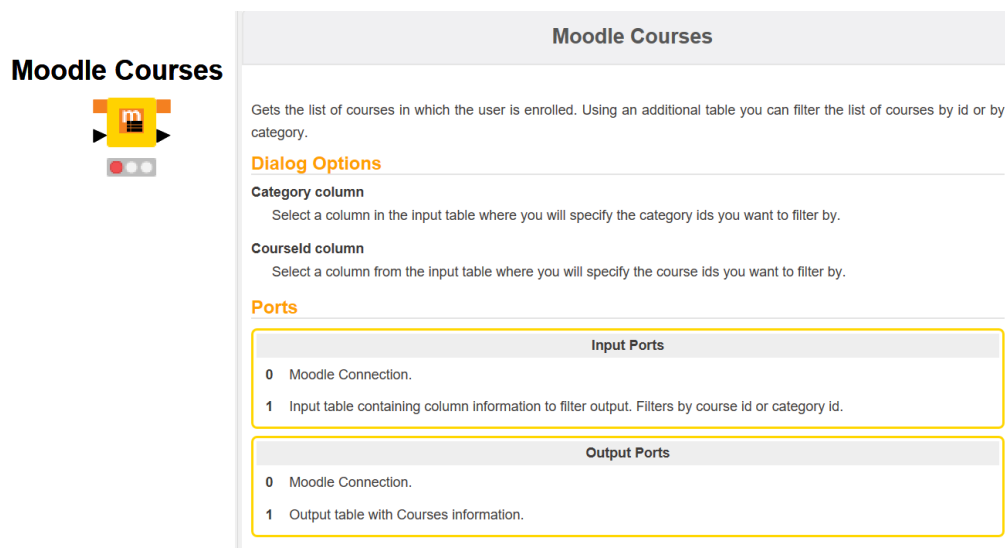 Moodle Courses
m
Moodle Courses
Gets the list of courses in which the user is enrolled. Using an additional table you can filter the list of courses by id or by
category.
Dialog Options
Category column
Select a column in the input table where you will specify the category ids you want to filter by.
CourseId column
Select a column from the input table where you will specify the course ids you want to filter by.
Ports
Input Ports
0 Moodle Connection.
1 Input table containing column information to filter output. Filters by course id or category id.
Output Ports
0 Moodle Connection.
1 Output table with Courses information.